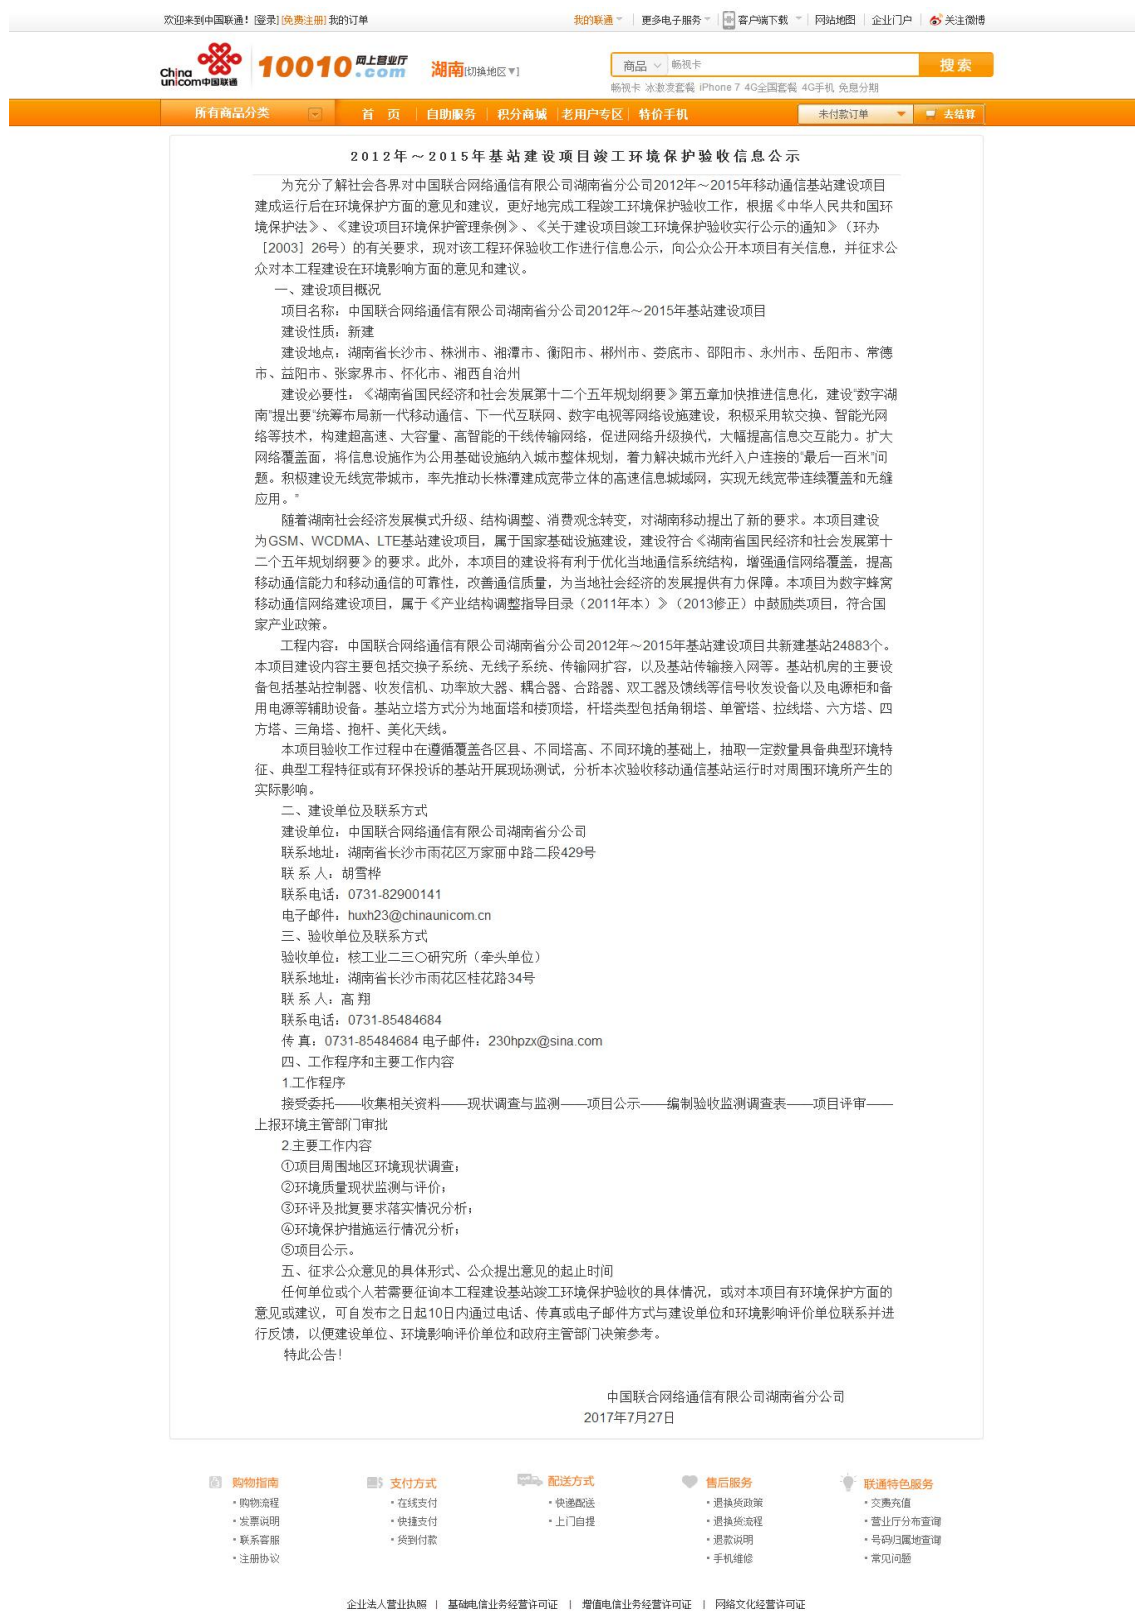 欢迎来到中国联通！[登录] [免费注册] 我的订单
我的联通 更多电子服务 客户端下载 网站地图 企业门户 关注微博
China unicom中国联通 10010.com 网上营业厅 湖南[切换地区▼]
商品 畅视卡 搜索
畅视卡 冰激凌套餐 iPhone 7 4G全国套餐 4G手机 免息分期
所有商品分类 首 页 自助服务 积分商城 老用户专区 特价手机 未付款订单 去结算
2012年～2015年基站建设项目竣工环境保护验收信息公示
为充分了解社会各界对中国联合网络通信有限公司湖南省分公司2012年～2015年移动通信基站建设项目
建成运行后在环境保护方面的意见和建议，更好地完成工程竣工环境保护验收工作，根据《中华人民共和国环
境保护法》、《建设项目环境保护管理条例》、《关于建设项目竣工环境保护验收实行公示的通知》（环办
［2003］26号）的有关要求，现对该工程环保验收工作进行信息公示，向公众公开本项目有关信息，并征求公
众对本工程建设在环境影响方面的意见和建议。
一、建设项目概况
项目名称：中国联合网络通信有限公司湖南省分公司2012年～2015年基站建设项目
建设性质：新建
建设地点：湖南省长沙市、株洲市、湘潭市、衡阳市、郴州市、娄底市、邵阳市、永州市、岳阳市、常德
市、益阳市、张家界市、怀化市、湘西自治州
建设必要性：《湖南省国民经济和社会发展第十二个五年规划纲要》第五章加快推进信息化，建设“数字湖
南”提出要“统筹布局新一代移动通信、下一代互联网、数字电视等网络设施建设，积极采用软交换、智能光网
络等技术，构建超高速、大容量、高智能的干线传输网络，促进网络升级换代，大幅提高信息交互能力。扩大
网络覆盖面，将信息设施作为公用基础设施纳入城市整体规划，着力解决城市光纤入户连接的“最后一百米”问
题。积极建设无线宽带城市，率先推动长株潭建成宽带立体的高速信息城域网，实现无线宽带连续覆盖和无缝
应用。”
随着湖南社会经济发展模式升级、结构调整、消费观念转变，对湖南移动提出了新的要求。本项目建设
为GSM、WCDMA、LTE基站建设项目，属于国家基础设施建设，建设符合《湖南省国民经济和社会发展第十
二个五年规划纲要》的要求。此外，本项目的建设将有利于优化当地通信系统结构，增强通信网络覆盖，提高
移动通信能力和移动通信的可靠性，改善通信质量，为当地社会经济的发展提供有力保障。本项目为数字蜂窝
移动通信网络建设项目，属于《产业结构调整指导目录（2011年本）》（2013修正）中鼓励类项目，符合国
家产业政策。
工程内容：中国联合网络通信有限公司湖南省分公司2012年～2015年基站建设项目共新建基站24883个。
本项目建设内容主要包括交换子系统、无线子系统、传输网扩容，以及基站传输接入网等。基站机房的主要设
备包括基站控制器、收发信机、功率放大器、耦合器、合路器、双工器及馈线等信号收发设备以及电源柜和备
用电源等辅助设备。基站立塔方式分为地面塔和楼顶塔，杆塔类型包括角钢塔、单管塔、拉线塔、六方塔、四
方塔、三角塔、抱杆、美化天线。
本项目验收工作过程中在遵循覆盖各区县、不同塔高、不同环境的基础上，抽取一定数量具备典型环境特
征、典型工程特征或有环保投诉的基站开展现场测试，分析本次验收移动通信基站运行时对周围环境所产生的
实际影响。
二、建设单位及联系方式
建设单位：中国联合网络通信有限公司湖南省分公司
联系地址：湖南省长沙市雨花区万家丽中路二段429号
联 系 人：胡雪桦
联系电话：0731-82900141
电子邮件：huxh23@chinaunicom.cn
三、验收单位及联系方式
验收单位：核工业二三〇研究所（牵头单位）
联系地址：湖南省长沙市雨花区桂花路34号
联 系 人：高 翔
联系电话：0731-85484684
传 真：0731-85484684 电子邮件：230hpzx@sina.com
四、工作程序和主要工作内容
1.工作程序
接受委托——收集相关资料——现状调查与监测——项目公示——编制验收监测调查表——项目评审——
上报环境主管部门审批
2.主要工作内容
①项目周围地区环境现状调查；
②环境质量现状监测与评价；
③环评及批复要求落实情况分析；
④环境保护措施运行情况分析；
⑤项目公示。
五、征求公众意见的具体形式、公众提出意见的起止时间
任何单位或个人若需要征询本工程建设基站竣工环境保护验收的具体情况，或对本项目有环境保护方面的
意见或建议，可自发布之日起10日内通过电话、传真或电子邮件方式与建设单位和环境影响评价单位联系并进
行反馈，以便建设单位、环境影响评价单位和政府主管部门决策参考。
特此公告！
中国联合网络通信有限公司湖南省分公司
2017年7月27日
购物指南 支付方式 配送方式 售后服务 联通特色服务
购物流程 在线支付 快递配送 退换货政策 交费充值
发票说明 快捷支付 上门自提 退换货流程 营业厅分布查询
联系客服 货到付款 退款说明 号码归属地查询
注册协议 手机维修 常见问题
企业法人营业执照 | 基础电信业务经营许可证 | 增值电信业务经营许可证 | 网络文化经营许可证